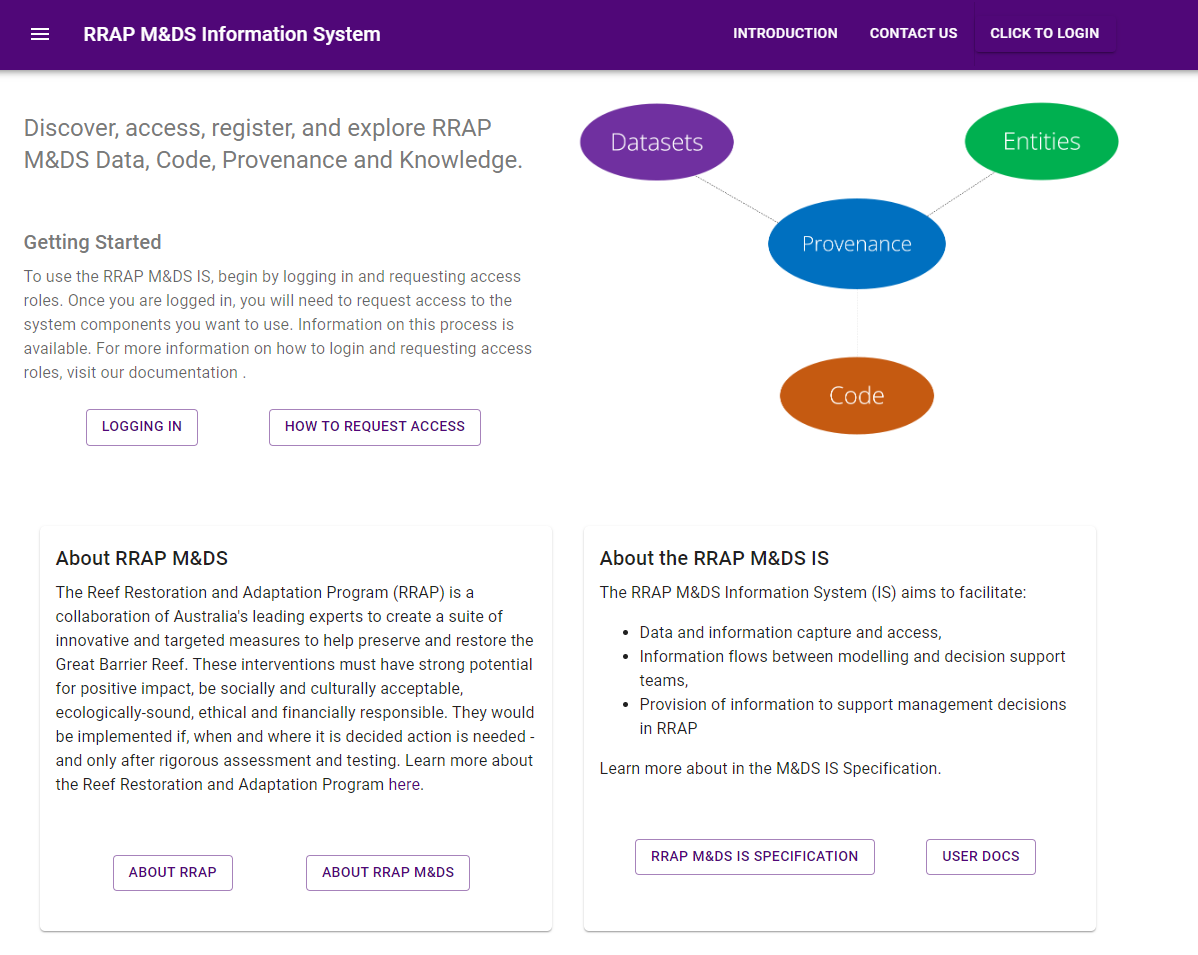 RRAP M&DS Information System
INTRODUCTION
CONTACT US
CLICK TO LOGIN
Discover, access, register, and explore RRAP
M&DS Data, Code, Provenance and Knowledge.
Datasets
Entities
Provenance
Code
Getting Started
To use the RRAP M&DS IS, begin by logging in and requesting access
roles. Once you are logged in, you will need to request access to the
system components you want to use. Information on this process is
available. For more information on how to login and requesting access
roles, visit our documentation .
LOGGING IN
HOW TO REQUEST ACCESS
About RRAP M&DS
The Reef Restoration and Adaptation Program (RRAP) is a
collaboration of Australia's leading experts to create a suite of
innovative and targeted measures to help preserve and restore the
Great Barrier Reef. These interventions must have strong potential
for positive impact, be socially and culturally acceptable,
ecologically-sound, ethical and financially responsible. They would
be implemented if, when and where it is decided action is needed -
and only after rigorous assessment and testing. Learn more about
the Reef Restoration and Adaptation Program here.
ABOUT RRAP
ABOUT RRAP M&DS
About the RRAP M&DS IS
The RRAP M&DS Information System (IS) aims to facilitate:
• Data and information capture and access,
• Information flows between modelling and decision support
teams,
• Provision of information to support management decisions
in RRAP
Learn more about in the M&DS IS Specification.
RRAP M&DS IS SPECIFICATION
USER DOCS